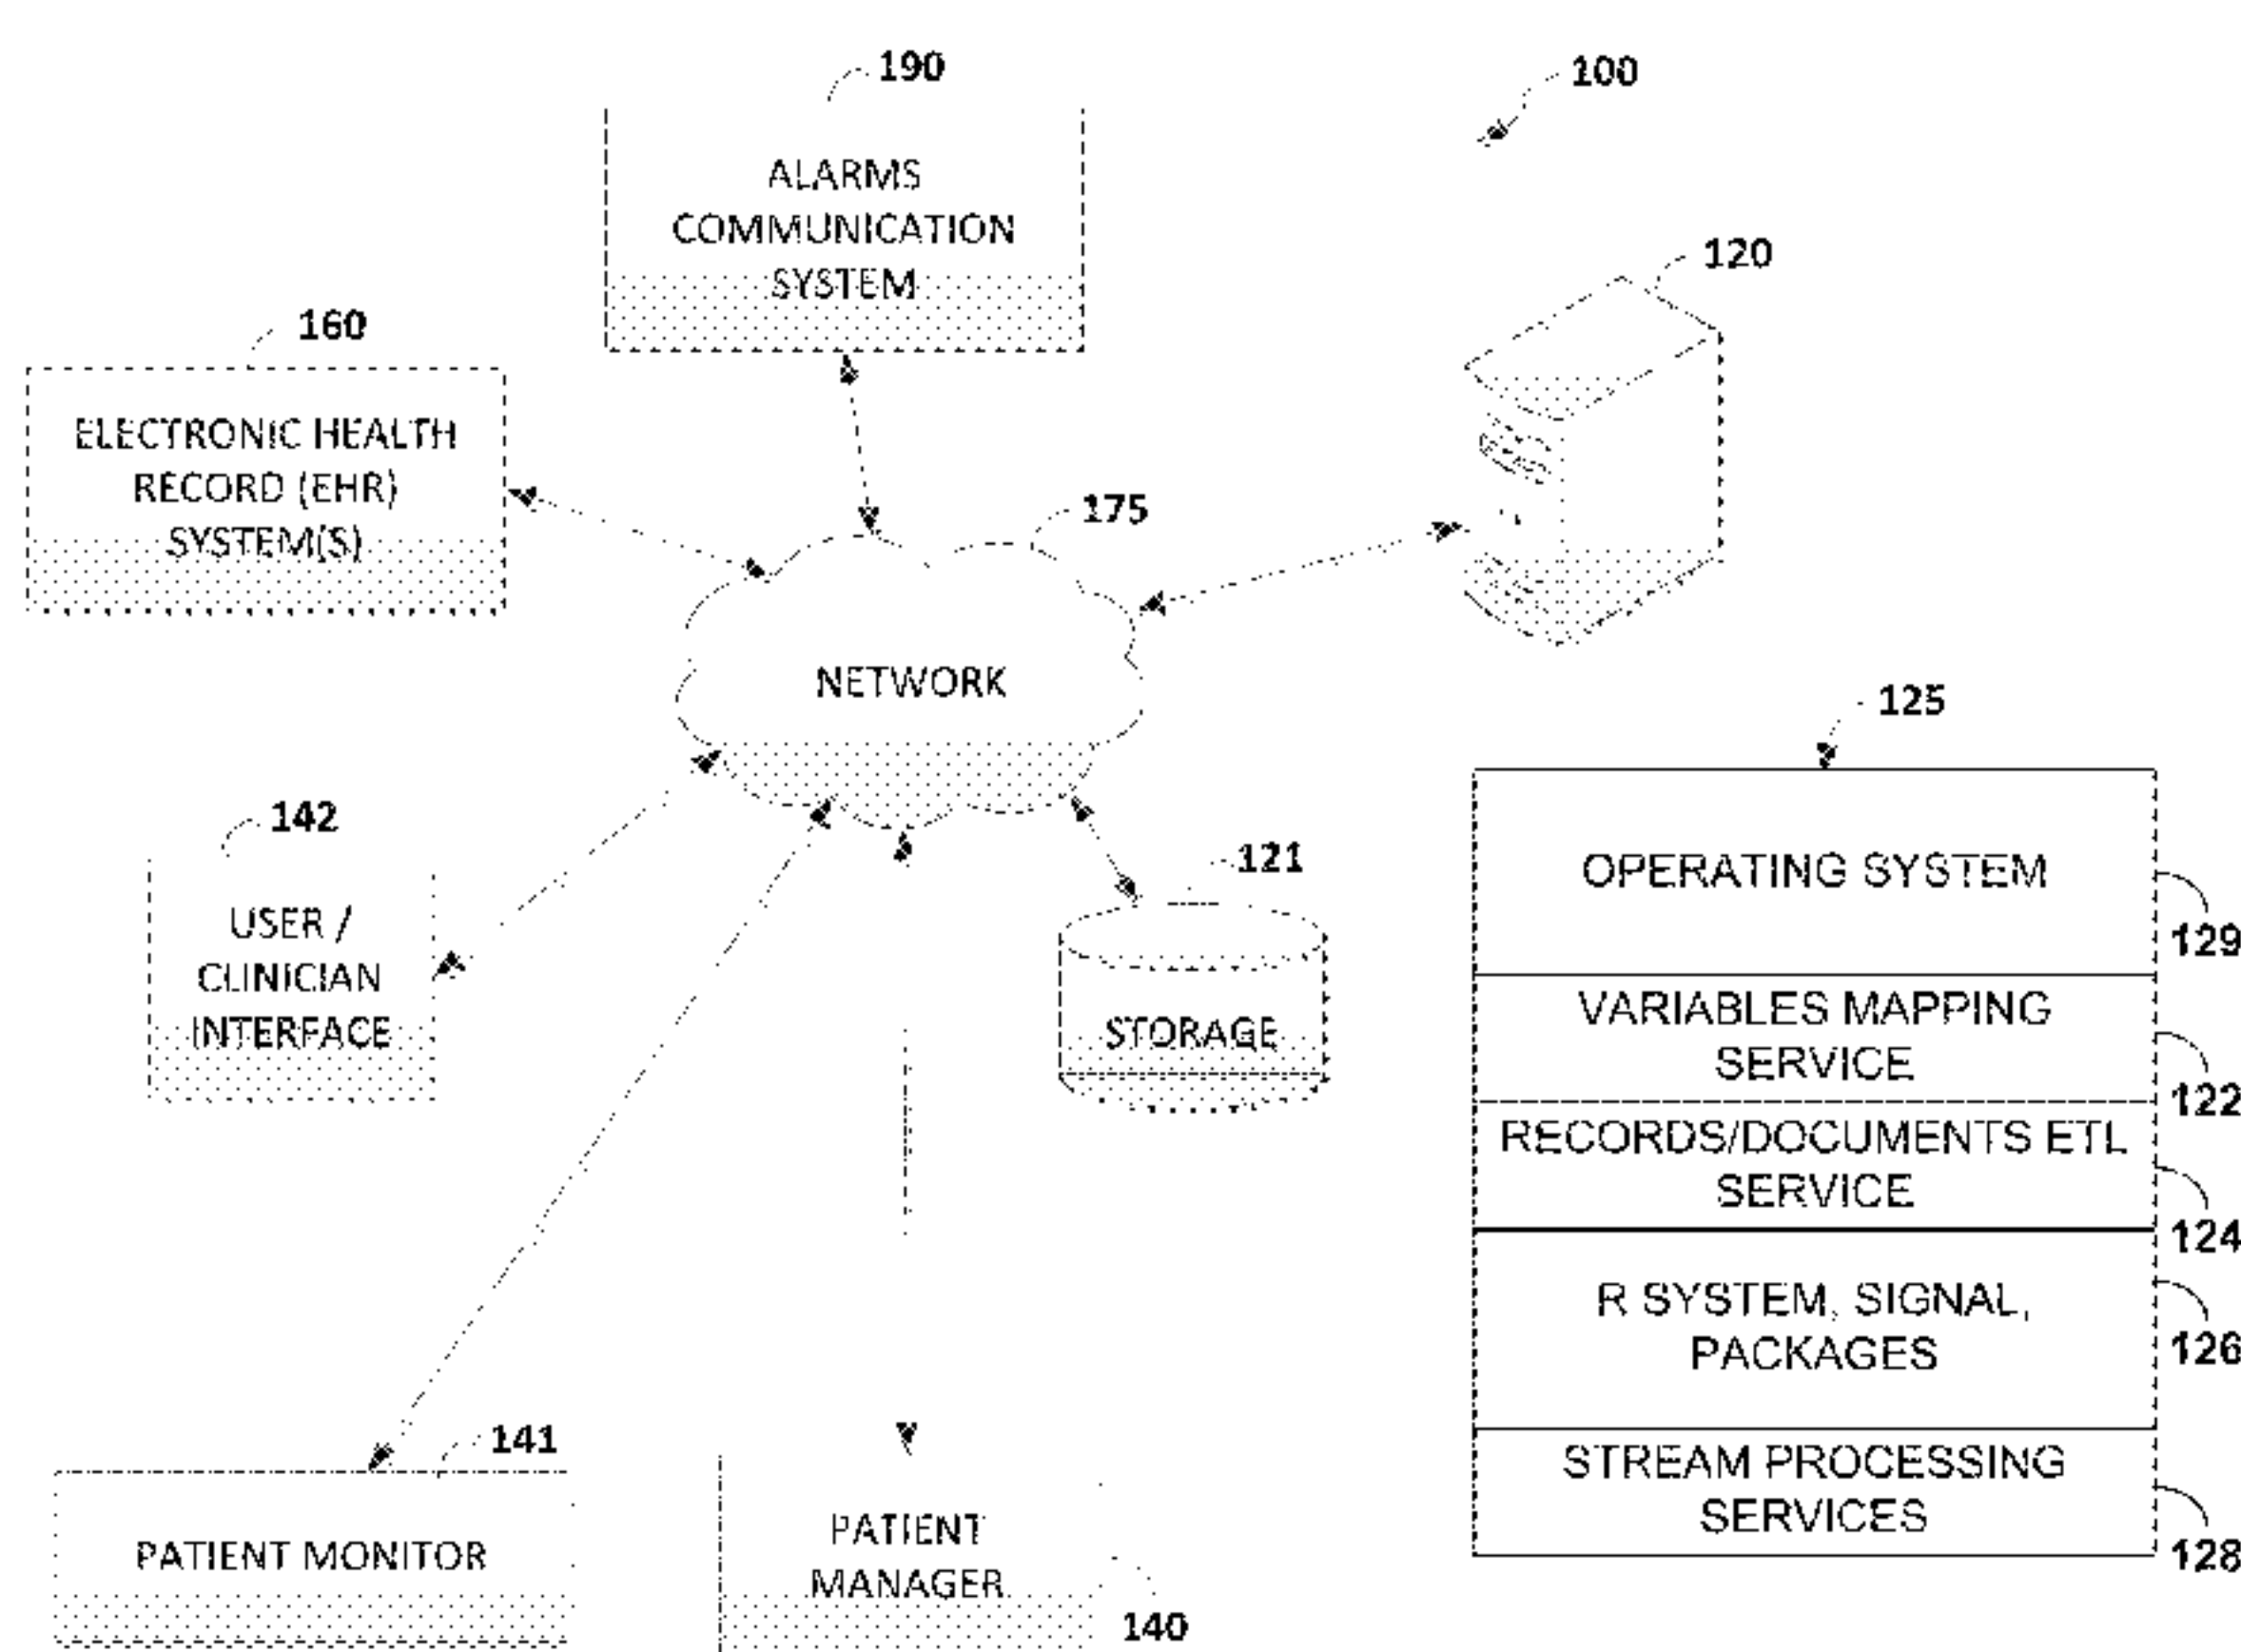 190
100
ALARMS
COMMUNICATION
SYSTEM
120
160
ELECTRONIC HEALTH
RECORD (EHR)
SYSTEM(S)
175
NETWORK
125
142
USER /
CLINICIAN
INTERFACE
121
STORAGE
OPERATING SYSTEM
129
VARIABLES MAPPING
SERVICE
122
RECORDS/DOCUMENTS ETL
SERVICE
124
R SYSTEM, SIGNAL,
PACKAGES
126
STREAM PROCESSING
SERVICES
128
141
PATIENT MONITOR
PATIENT
MANAGER
140